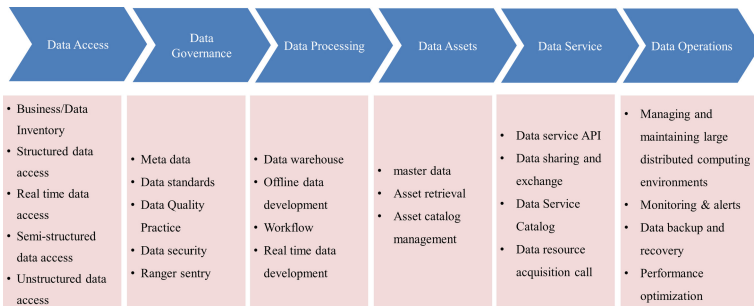 Data Access
Data
Governance
Data Processing
Data Assets
Data Service
Data Operations
• Business/Data
Inventory
• Structured data
access
• Real time data
access
• Semi-structured
data access
• Unstructured data
access
• Meta data
• Data standards
• Data Quality
Practice
• Data security
• Ranger sentry
• Data warehouse
• Offline data
development
• Workflow
• Real time data
development
• master data
• Asset retrieval
• Asset catalog
management
• Data service API
• Data sharing and
exchange
• Data Service
Catalog
• Data resource
acquisition call
• Managing and
maintaining large
distributed computing
environments
• Monitoring & alerts
• Data backup and
recovery
• Performance
optimization